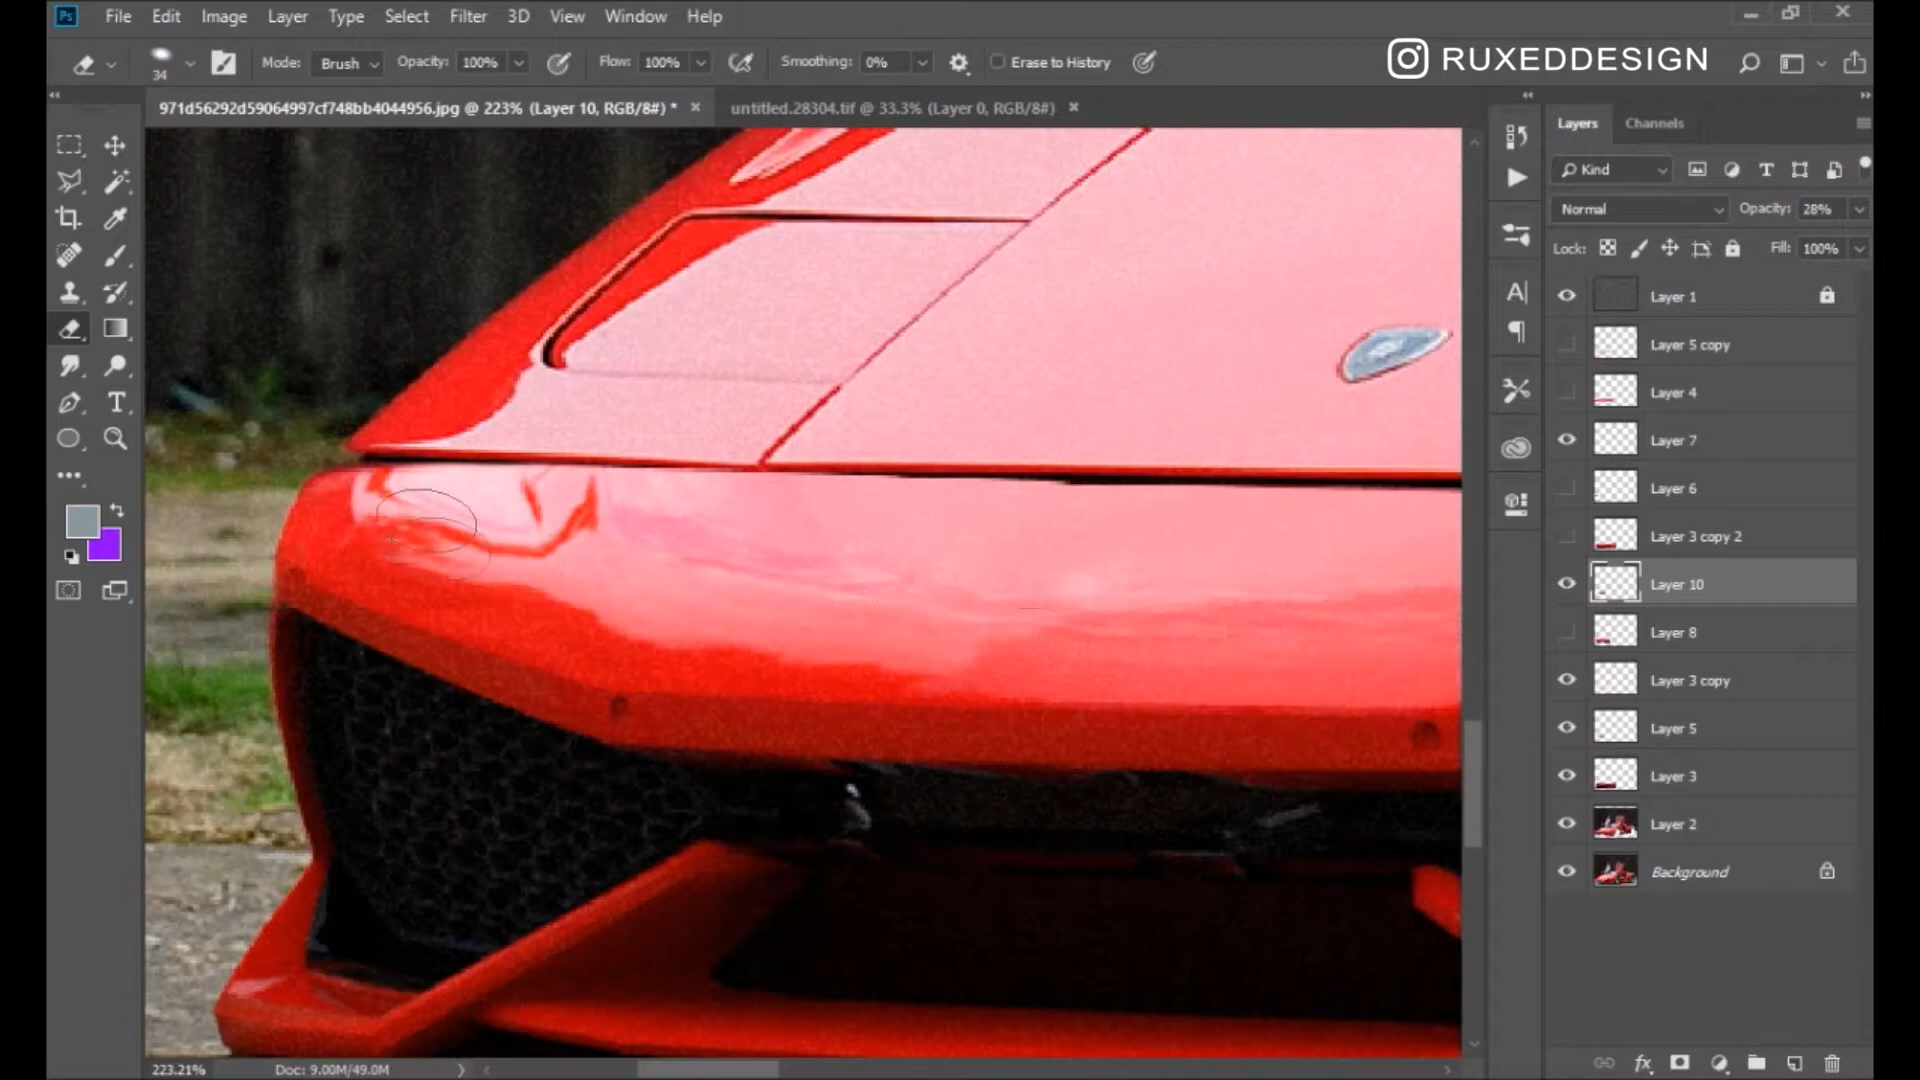 Ps File Edit Image Layer Type Select Filter 3D View Window Help
34 Mode: Brush Opacity: 100% Flow: 100% Smoothing: 0% Erase to History RUXEDDESIGN
971d56292d59064997cf748bb4044956.jpg @ 223% (Layer 10, RGB/8#) * untitled.28304.tif @ 33.3% (Layer 0, RGB/8#)
Layers Channels
Kind
Normal Opacity: 28%
Lock: Fill: 100%
Layer 1
Layer 5 copy
Layer 4
Layer 7
Layer 6
Layer 3 copy 2
Layer 10
Layer 8
Layer 3 copy
Layer 5
Layer 3
Layer 2
Background
223.21% Doc: 9.00M/49.0M